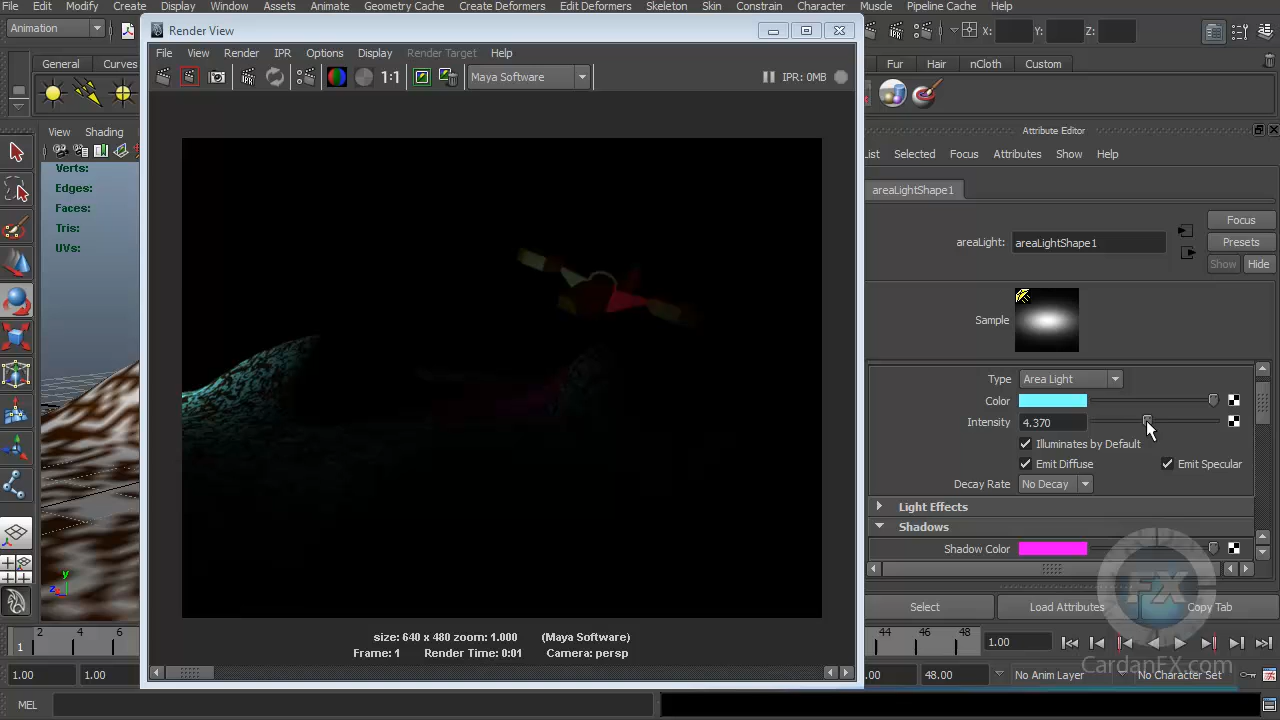 File Edit Modify Create Display Window Assets Animate Geometry Cache Create Deformers Edit Deformers Skeleton Skin Constrain Character Muscle Pipeline Cache Help
Animation
Render View
X: Y: Z:
File View Render IPR Options Display Render Target Help
General Curves
Fur Hair nCloth Custom
1:1 Maya Software IPR: 0MB
View Shading
Attribute Editor
List Selected Focus Attributes Show Help
Verts:
Edges:
Faces:
Tris:
UVs:
areaLightShape1
Focus
areaLight: areaLightShape1 Presets
Show Hide
Sample
Type Area Light
Color
Intensity 4.370
Illuminates by Default
Emit Diffuse Emit Specular
Decay Rate No Decay
Light Effects
Shadows
Shadow Color
y
z
FX
Select Load Attributes Copy Tab
CardanFX.com
size: 640 x 480 zoom: 1.000 (Maya Software)
Frame: 1 Render Time: 0:01 Camera: persp
1 2 4 6 44 46 48 1.00
1.00 1.00 .00 48.00 No Anim Layer No Character Set
MEL